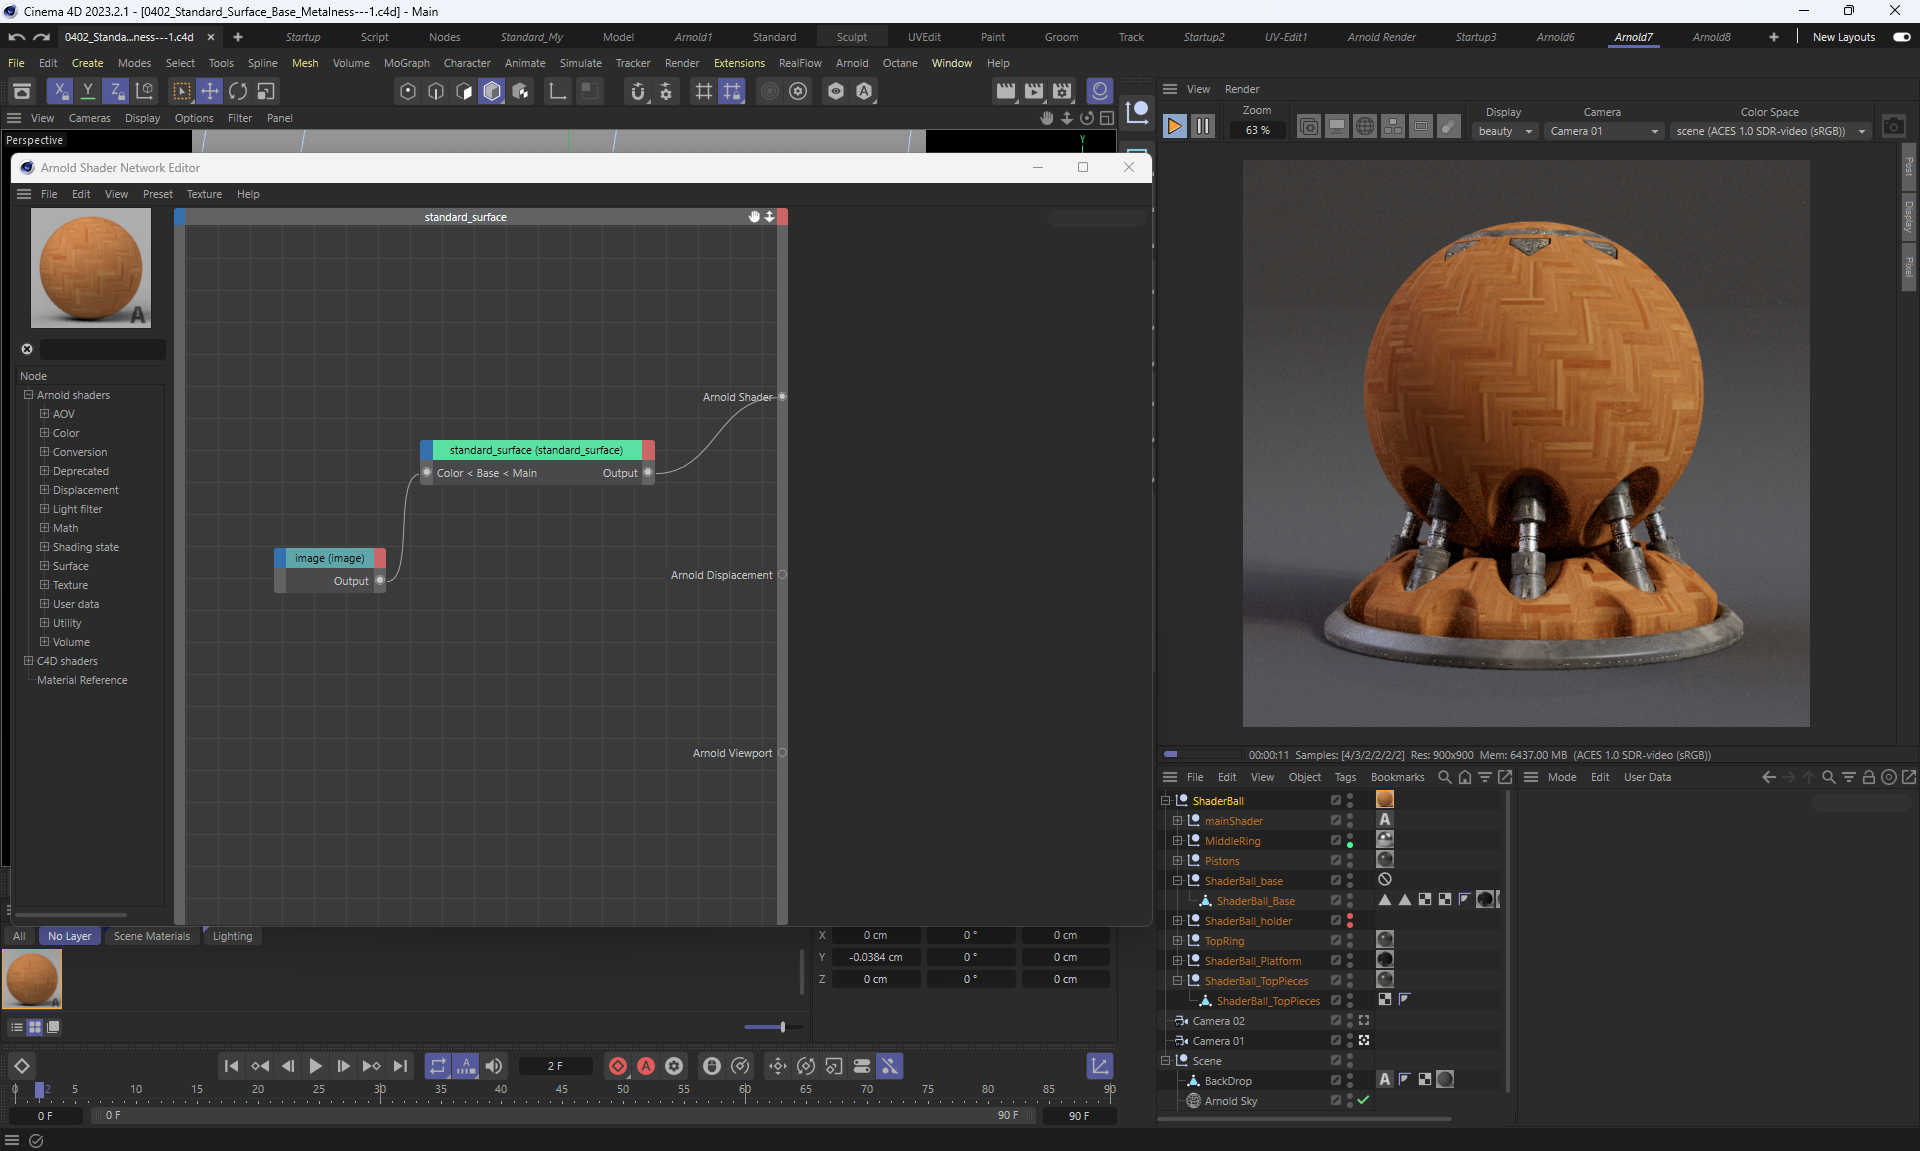 Cinema 4D 2023.2.1 - [0402_Standard_Surface_Base_Metalness---1.c4d] - Main
0402_Standa...ness---1.c4d
Startup Script Nodes Standard_My Model Arnold1 Standard Sculpt UVEdit Paint Groom Track Startup2 UV-Edit1 Arnold Render Startup3 Arnold6 Arnold7 Arnold8 New Layouts
File Edit Create Modes Select Tools Spline Mesh Volume MoGraph Character Animate Simulate Tracker Render Extensions RealFlow Arnold Octane Window Help
View Render
View Cameras Display Options Filter Panel
Zoom Display Camera Color Space
63 % beauty Camera 01 scene (ACES 1.0 SDR-video (sRGB))
Perspective
Y
Post
Display
Pixel
Arnold Shader Network Editor
File Edit View Preset Texture Help
standard_surface
A
Node
Arnold shaders
AOV
Color
Conversion
Deprecated
Displacement
Light filter
Math
Shading state
Surface
Texture
User data
Utility
Volume
C4D shaders
Material Reference
Arnold Shader
standard_surface (standard_surface)
Color < Base < Main Output
image (image)
Output
Arnold Displacement
Arnold Viewport
00:00:11 Samples: [4/3/2/2/2/2] Res: 900x900 Mem: 6437.00 MB (ACES 1.0 SDR-video (sRGB))
File Edit View Object Tags Bookmarks
Mode Edit User Data
ShaderBall
mainShader
MiddleRing
Pistons
ShaderBall_base
ShaderBall_Base
ShaderBall_holder
TopRing
ShaderBall_Platform
ShaderBall_TopPieces
ShaderBall_TopPieces
Camera 02
Camera 01
Scene
BackDrop
Arnold Sky
All No Layer Scene Materials Lighting
X 0 cm 0 ° 0 cm
Y -0.0384 cm 0 ° 0 cm
Z 0 cm 0 ° 0 cm
2 F
0 2 5 10 15 20 25 30 35 40 45 50 55 60 65 70 75 80 85 90
0 F 0 F 90 F 90 F